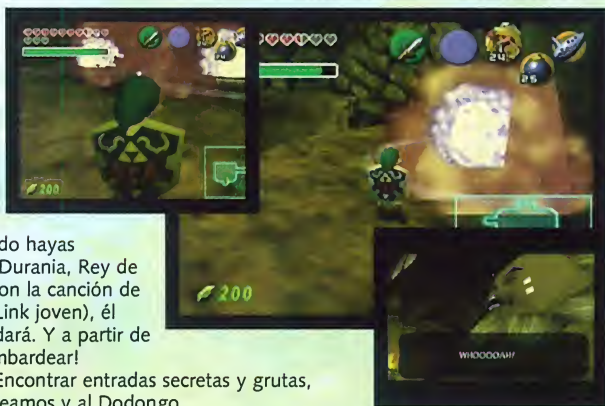 24
25
200
200
WHOOOOAH!
do hayas
Durania, Rey de
on la canción de
Link joven), él
dará. Y a partir de
mbardear!
Encontrar entradas secretas y grutas,
eamos y al Dodongo